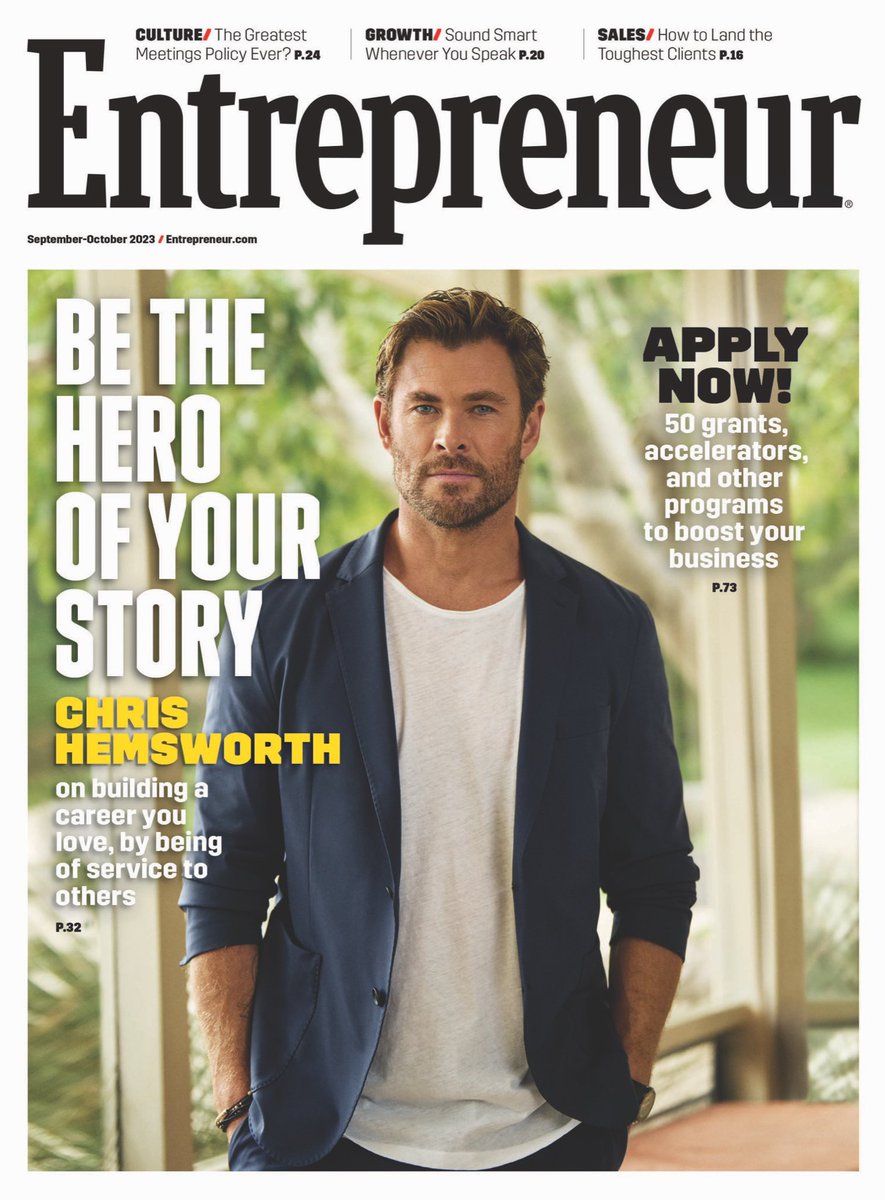 CULTURE/ The Greatest
Meetings Policy Ever? P.24
GROWTH/ Sound Smart
Whenever You Speak P.20
SALES/ How to Land the
Toughest Clients P.16
Entrepreneur®
September-October 2023 / Entrepreneur.com
BE THE
HERO
OF YOUR
STORY
CHRIS
HEMSWORTH
on building a
career you
love, by being
of service to
others
P.32
APPLY
NOW!
50 grants,
accelerators,
and other
programs
to boost your
business
P.73